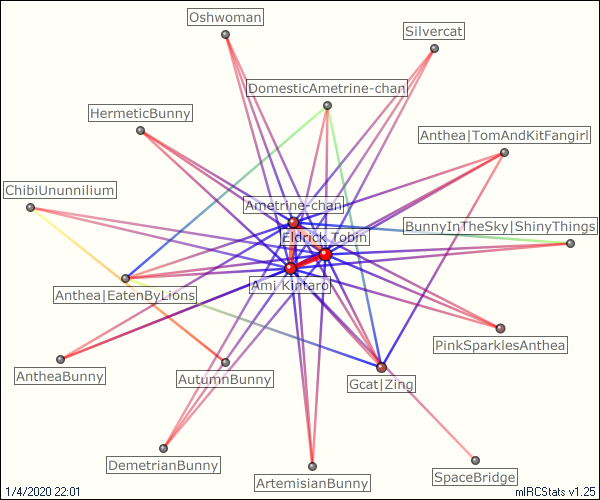 Oshwoman
Silvercat
DomesticAmetrine-chan
HermeticBunny
Anthea|TomAndKitFangirl
ChibiUnunnilium
Ametrine-chan
BunnyInTheSky|ShinyThings
Eldrick Tobin
Ami Kintaro
Anthea|EatenByLions
PinkSparklesAnthea
AntheaBunny
AutumnBunny
Gcat|Zing
DemetrianBunny
ArtemisianBunny
SpaceBridge
1/4/2020 22:01
mIRCStats v1.25